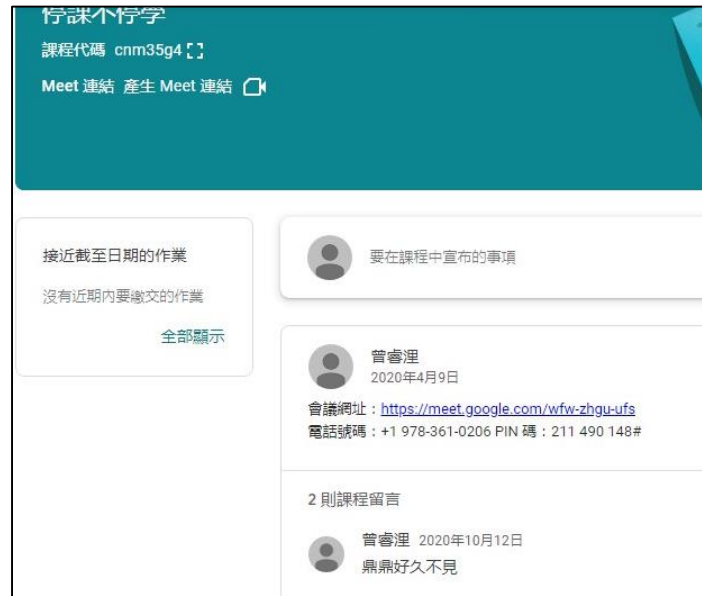 停課不停學
課程代碼 cnm35g4
Meet 連結 產生 Meet 連結
接近截至日期的作業
沒有近期內要繳交的作業
全部顯示
要在課程中宣布的事項
曾睿浬
2020年4月9日
會議網址：https://meet.google.com/wfw-zhgu-ufs
電話號碼：+1 978-361-0206 PIN 碼：211 490 148#
2 則課程留言
曾睿浬 2020年10月12日
鼎鼎好久不見